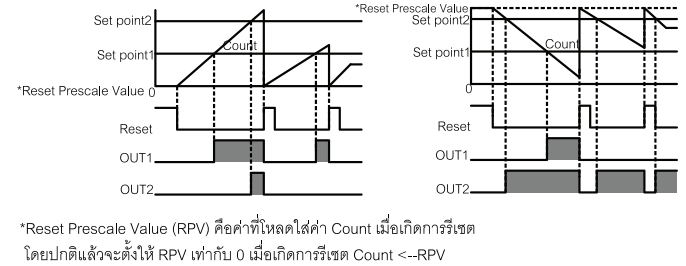 Set point2
Set point1
Count
*Reset Prescale Value 0
Reset
OUT1
OUT2
*Reset Prescale Value
Set point2
Set point1
Count
0
Reset
OUT1
OUT2
*Reset Prescale Value (RPV) คือค่าที่โหลดใส่ค่า Count เมื่อเกิดการรีเซต
โดยปกติแล้วจะตั้งให้ RPV เท่ากับ 0 เมื่อเกิดการรีเซต Count <--RPV